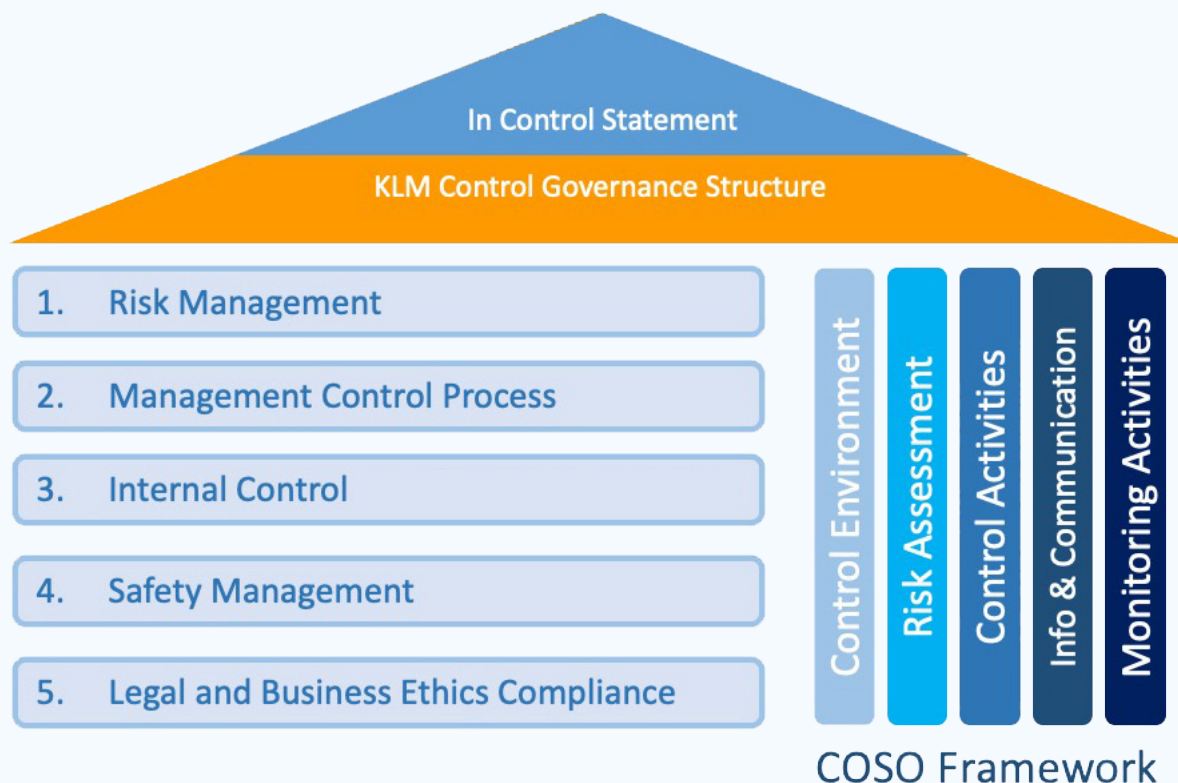 In Control Statement
KLM Control Governance Structure
1. Risk Management
2. Management Control Process
3. Internal Control
4. Safety Management
5. Legal and Business Ethics Compliance
Control Environment
Risk Assessment
Control Activities
Info & Communication
Monitoring Activities
COSO Framework